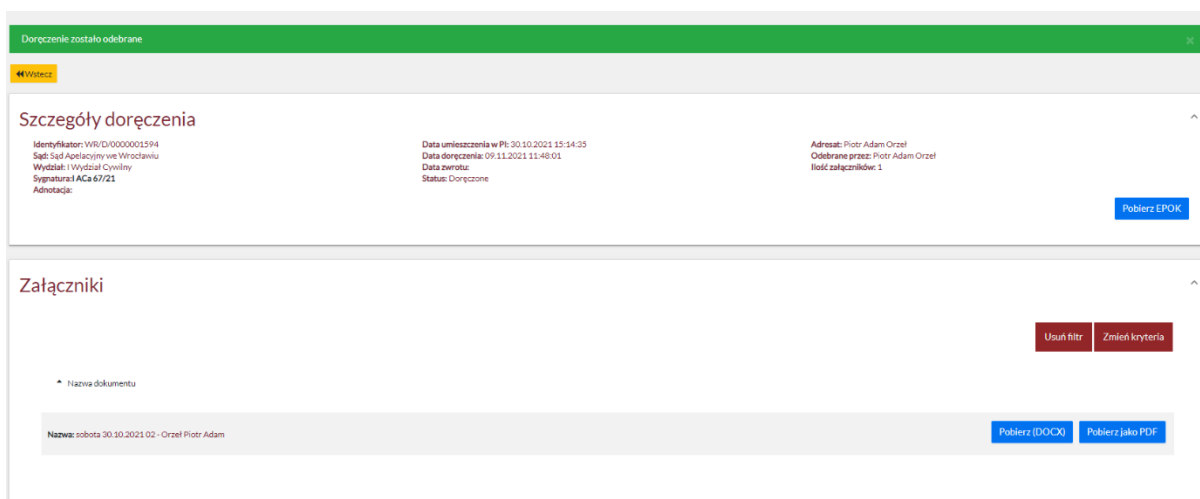 Doręczenie zostało odebrane
×
Wstecz
Szczegóły doręczenia
Identyfikator: WR/D/0000001594
Sąd: Sąd Apelacyjny we Wrocławiu
Wydział: I Wydział Cywilny
Sygnatura:I ACa 67/21
Adnotacja:
Data umieszczenia w PI: 30.10.2021 15:14:35
Data doręczenia: 09.11.2021 11:48:01
Data zwrotu:
Status: Doręczone
Adresat: Piotr Adam Orzeł
Odebrane przez: Piotr Adam Orzeł
Ilość załączników: 1
Pobierz EPOK
Załączniki
Usuń filtr
Zmień kryteria
Nazwa dokumentu
Nazwa: sobota 30.10.2021 02 - Orzeł Piotr Adam
Pobierz (DOCX)
Pobierz jako PDF